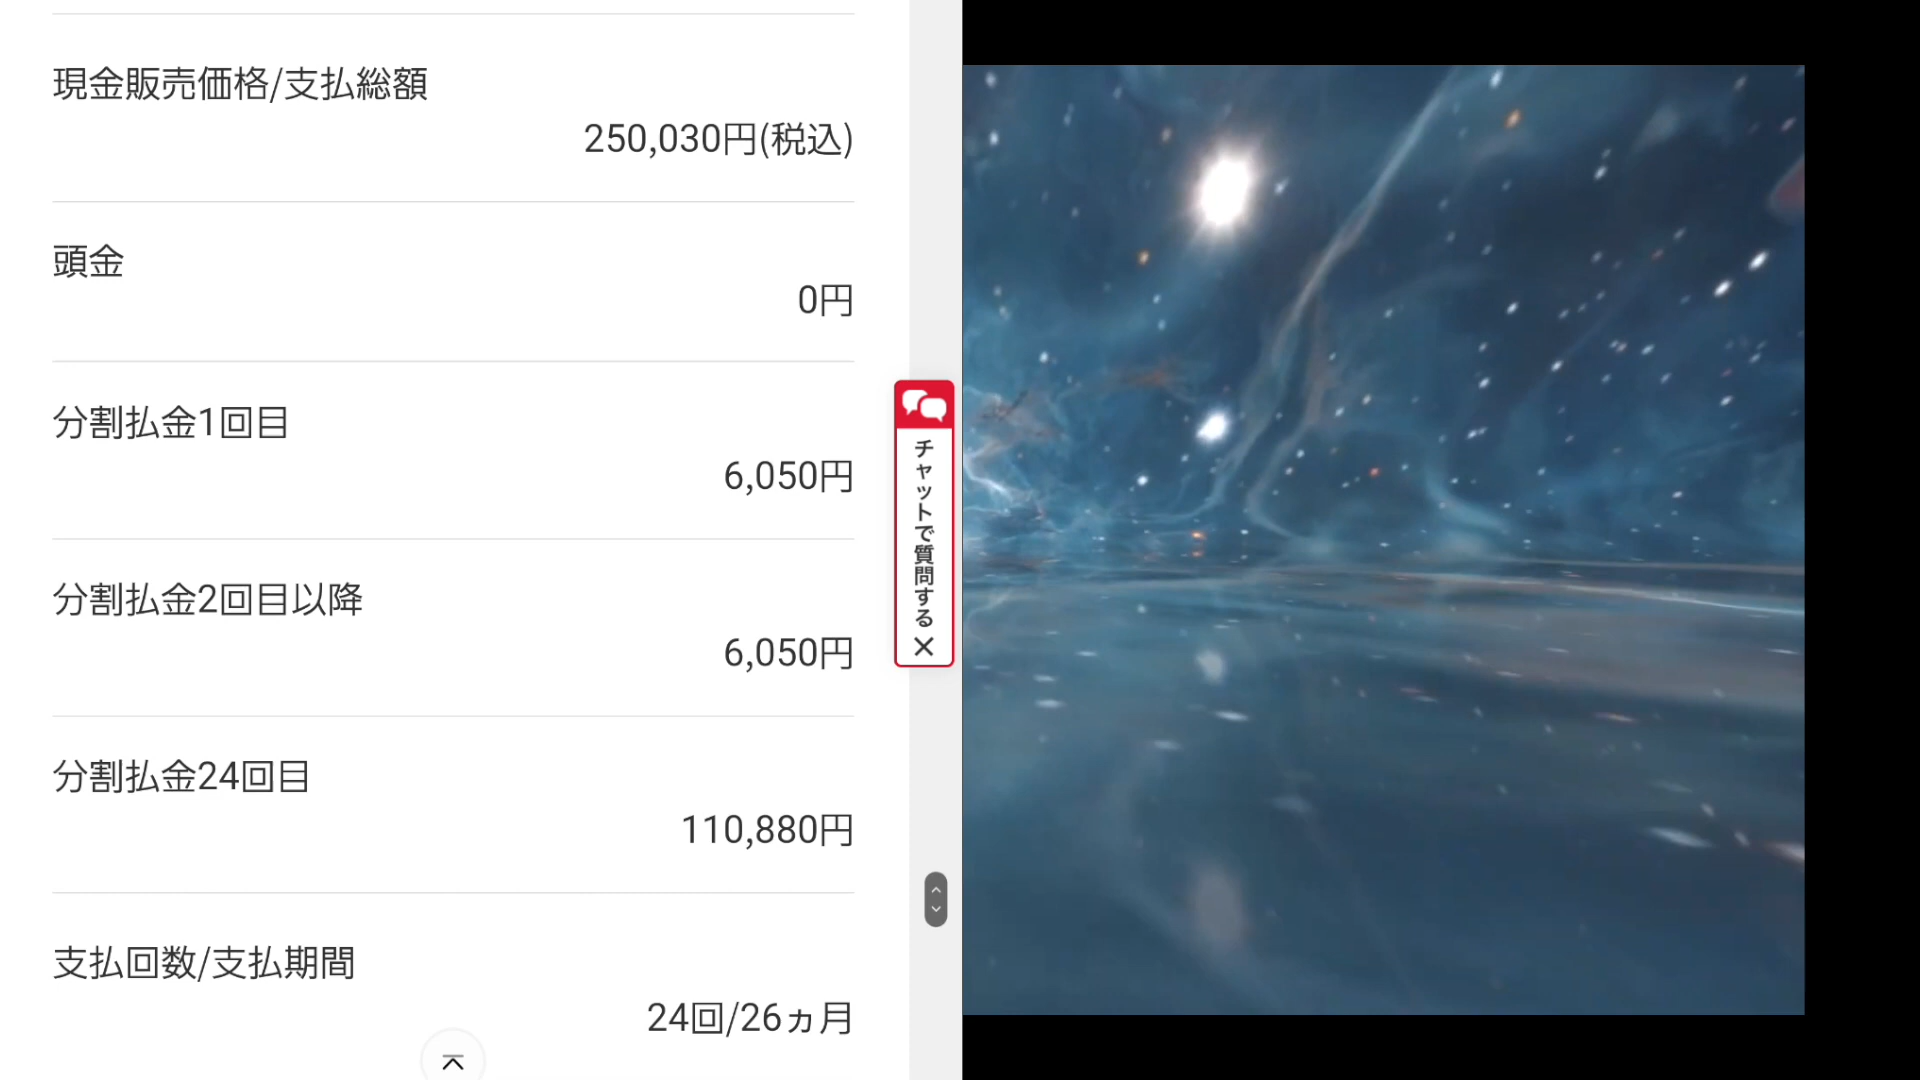 現金販売価格/支払総額
250,030円(税込)
頭金
0円
分割払金1回目
6,050円
分割払金2回目以降
6,050円
分割払金24回目
110,880円
支払回数/支払期間
24回/26ヵ月
チャットで質問する